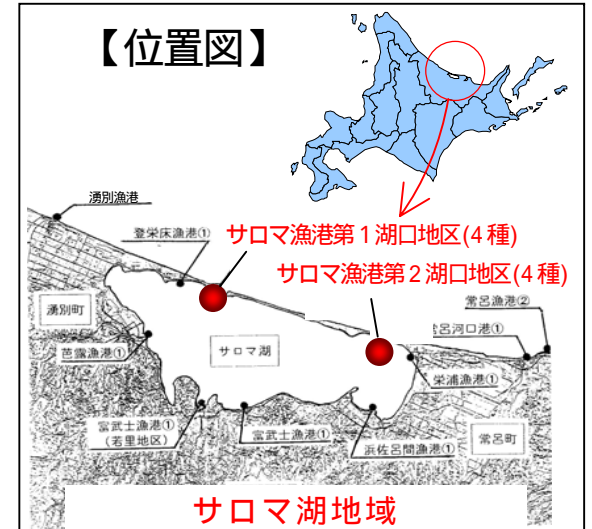 【位置図】
湧別漁港
登栄床漁港①
サロマ漁港第１湖口地区(４種)
サロマ漁港第２湖口地区(４種)
常呂漁港②
湧別町
常呂河口港①
芭露漁港①
サロマ湖
栄浦漁港①
富武士漁港①
(若里地区)
富武士漁港①
浜佐呂間漁港①
常呂町
サロマ湖地域